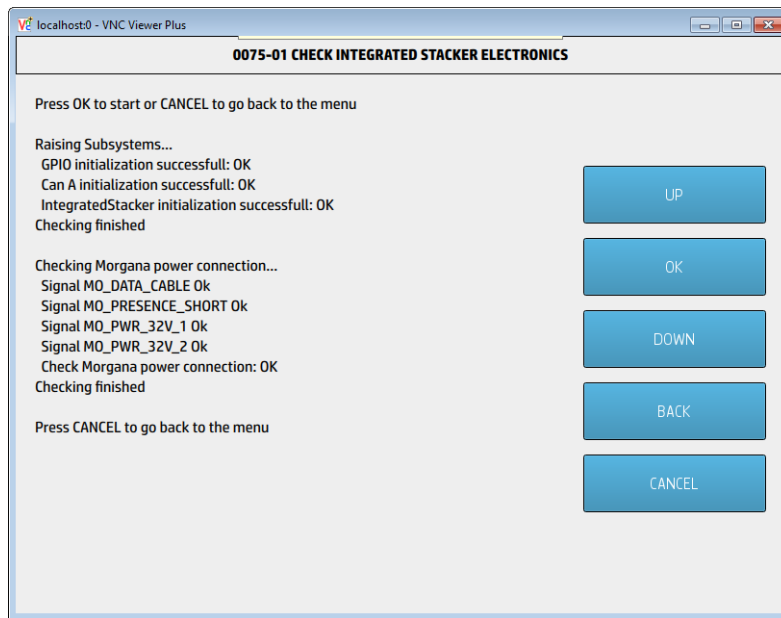 localhost:0 - VNC Viewer Plus
0075-01 CHECK INTEGRATED STACKER ELECTRONICS
Press OK to start or CANCEL to go back to the menu
Raising Subsystems...
GPIO initialization successfull: OK
Can A initialization successfull: OK
IntegratedStacker initialization successfull: OK
Checking finished
Checking Morgana power connection...
Signal MO_DATA_CABLE Ok
Signal MO_PRESENCE_SHORT Ok
Signal MO_PWR_32V_1 Ok
Signal MO_PWR_32V_2 Ok
Check Morgana power connection: OK
Checking finished
Press CANCEL to go back to the menu
UP
OK
DOWN
BACK
CANCEL